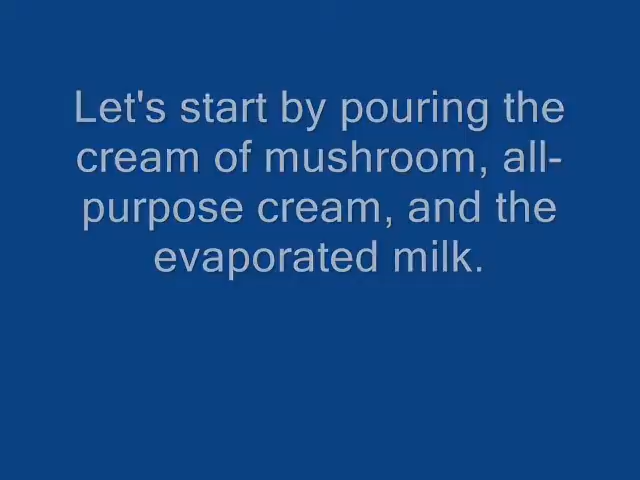 Let's start by pouring the
cream of mushroom, all-
purpose cream, and the
evaporated milk.